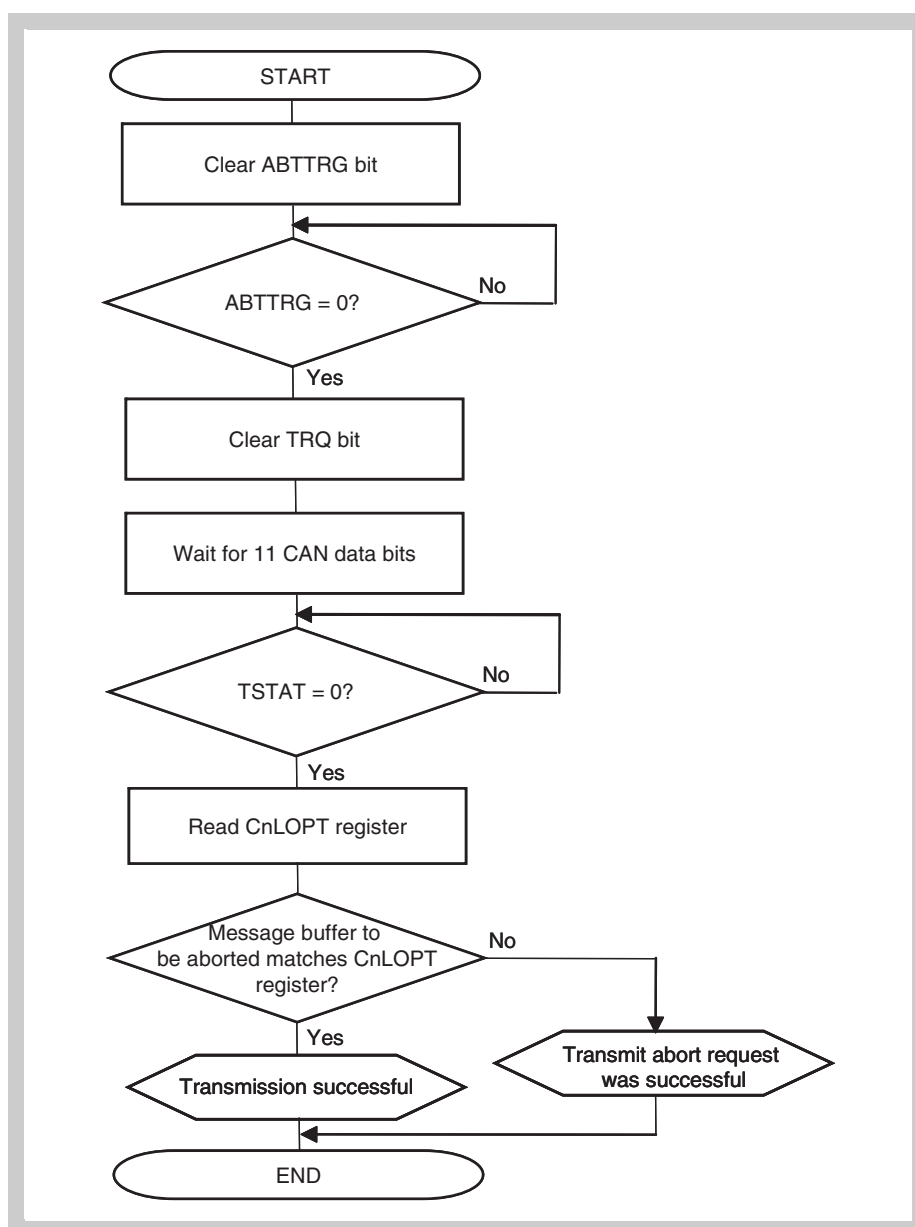 START
Clear ABTTRG bit
ABTTRG = 0?
No
Yes
Clear TRQ bit
Wait for 11 CAN data bits
TSTAT = 0?
No
Yes
Read CnLOPT register
Message buffer to
be aborted matches CnLOPT
register?
No
Yes
Transmission successful
Transmit abort request
was successful
END